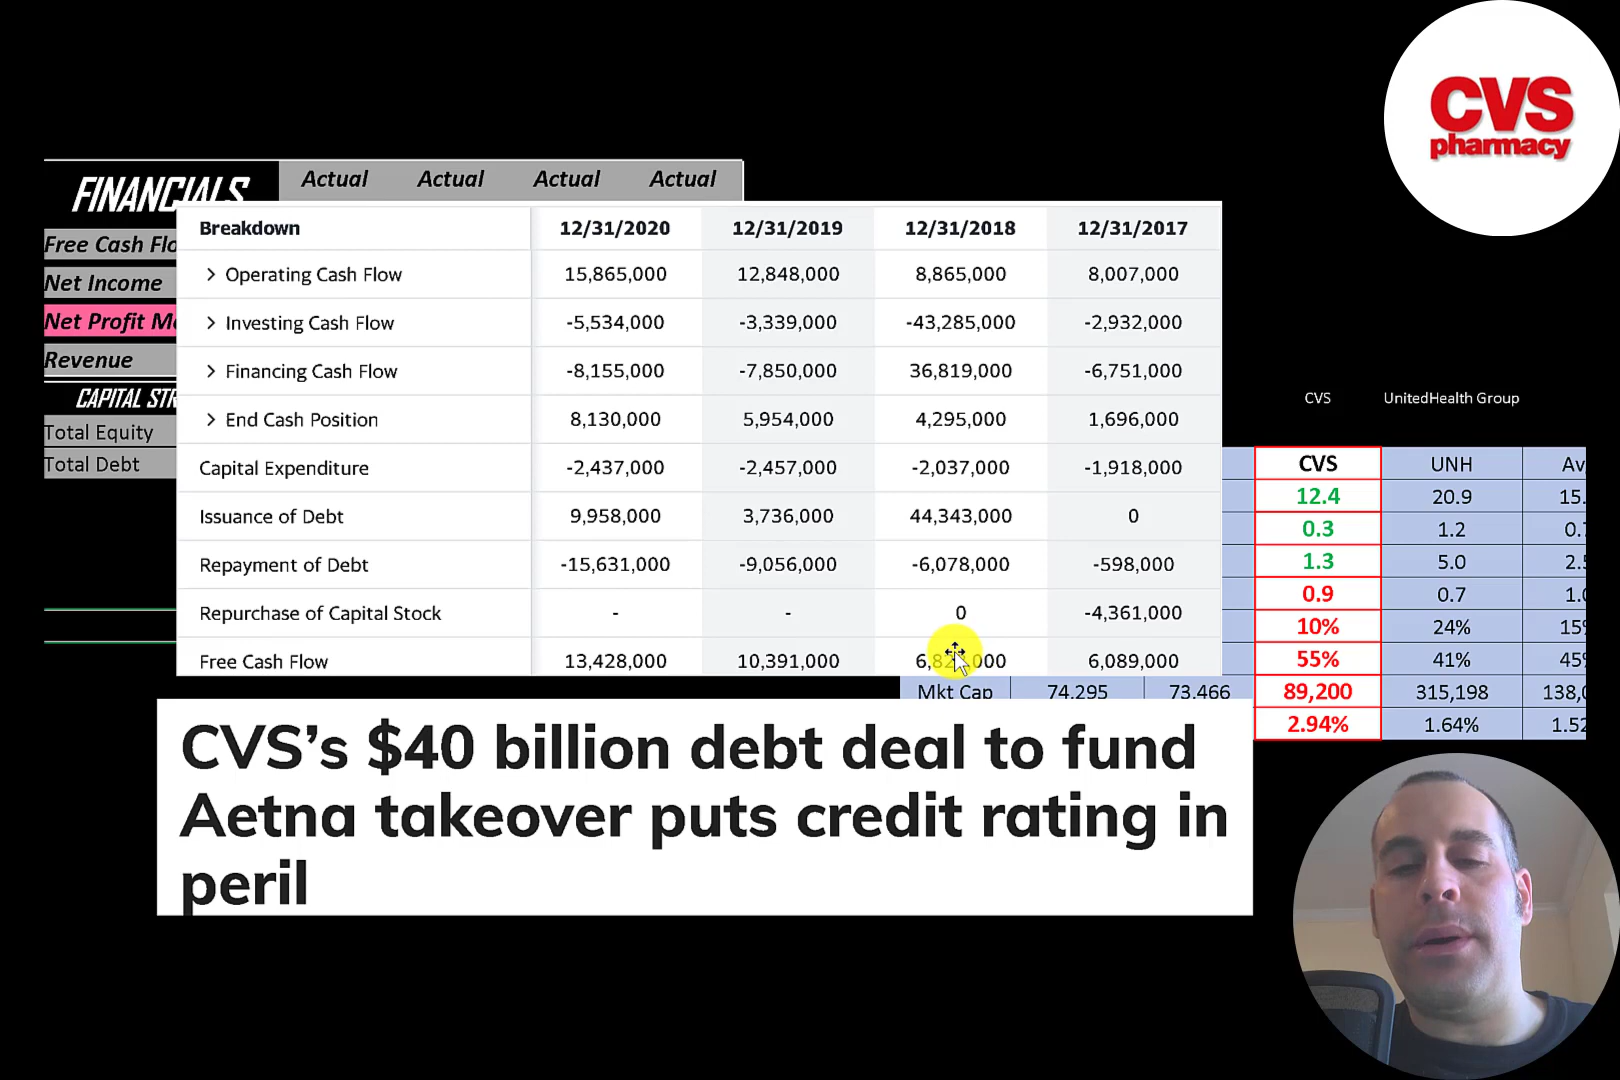 CVS
pharmacy
FINANCIALS Actual Actual Actual Actual
Free Cash Flo
Net Income
Net Profit M
Revenue
CAPITAL STR
Total Equity
Total Debt
Breakdown 12/31/2020 12/31/2019 12/31/2018 12/31/2017
Operating Cash Flow 15,865,000 12,848,000 8,865,000 8,007,000
Investing Cash Flow -5,534,000 -3,339,000 -43,285,000 -2,932,000
Financing Cash Flow -8,155,000 -7,850,000 36,819,000 -6,751,000
End Cash Position 8,130,000 5,954,000 4,295,000 1,696,000
Capital Expenditure -2,437,000 -2,457,000 -2,037,000 -1,918,000
Issuance of Debt 9,958,000 3,736,000 44,343,000 0
Repayment of Debt -15,631,000 -9,056,000 -6,078,000 -598,000
Repurchase of Capital Stock - - 0 -4,361,000
Free Cash Flow 13,428,000 10,391,000 6,089,000
CVS UnitedHealth Group
CVS UNH Av
12.4 20.9 15.
0.3 1.2 0.
1.3 5.0 2.
0.9 0.7 1.
10% 24% 15
55% 41% 45
Mkt Cap 74.295 73.466 89,200 315,198 138,
2.94% 1.64% 1.52
CVS's $40 billion debt deal to fund
Aetna takeover puts credit rating in
peril